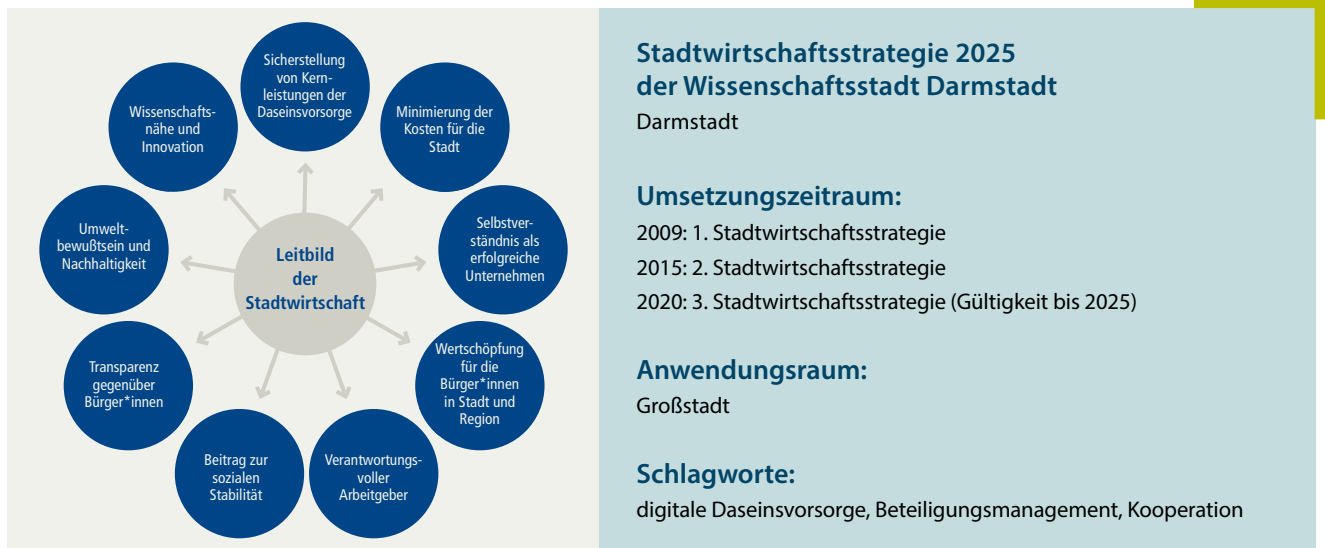 Sicherstellung
von Kern-
leistungen der
Daseinsvorsorge
Minimierung der
Kosten für die
Stadt
Selbstver-
ständnis als
erfolgreiche
Unternehmen
Wertschöpfung
für die
Bürger*innen
in Stadt und
Region
Verantwortungs-
voller
Arbeitgeber
Beitrag zur
sozialen
Stabilität
Transparenz
gegenüber
Bürger*innen
Umwelt-
bewußtsein und
Nachhaltigkeit
Wissenschafts-
nähe und
Innovation
Leitbild
der
Stadtwirtschaft
Stadtwirtschaftsstrategie 2025
der Wissenschaftsstadt Darmstadt
Darmstadt
Umsetzungszeitraum:
2009: 1. Stadtwirtschaftsstrategie
2015: 2. Stadtwirtschaftsstrategie
2020: 3. Stadtwirtschaftsstrategie (Gültigkeit bis 2025)
Anwendungsraum:
Großstadt
Schlagworte:
digitale Daseinsvorsorge, Beteiligungsmanagement, Kooperation